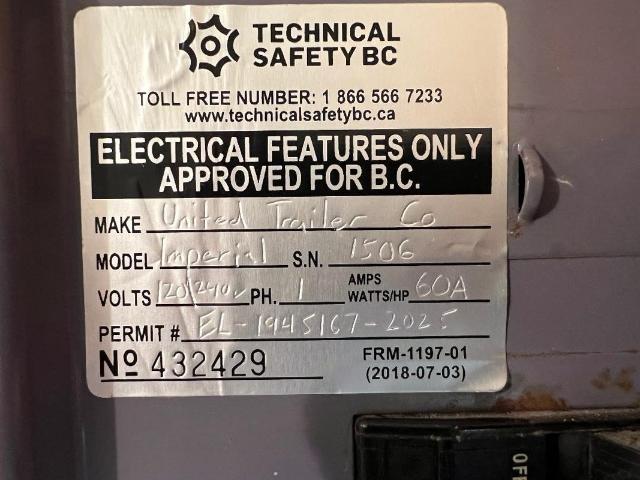 TECHNICAL
SAFETY BC
TOLL FREE NUMBER: 1 866 566 7233
www.technicalsafetybc.ca
ELECTRICAL FEATURES ONLY
APPROVED FOR B.C.
MAKE United Trailer Co
MODEL Imperial S.N. 1506
VOLTS 120/240v PH. 1 AMPS WATTS/HP 60A
PERMIT # EL-1945167-2025
Nº 432429 FRM-1197-01
(2018-07-03)